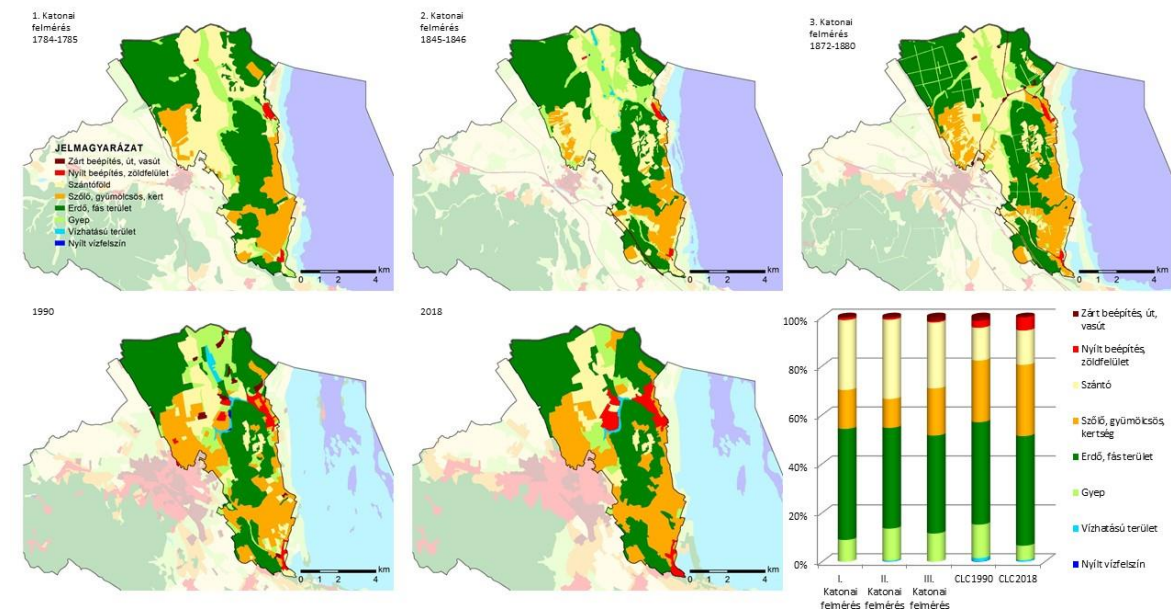 1. Katonai
felmérés
1784-1785
JELMAGYARÁZAT
Zárt beépítés, út, vasút
Nyílt beépítés, zöldfelület
Szántóföld
Szőlő, gyümölcsös, kert
Erdő, fás terület
Gyep
Vízhatású terület
Nyílt vízfelszín
km
0 1 2 4
2. Katonai
felmérés
1845-1846
km
0 1 2 4
3. Katonai
felmérés
1872-1880
km
0 1 2 4
1990
km
0 1 2 4
2018
km
0 1 2 4
100%
80%
60%
40%
20%
0%
I.
Katonai
felmérés
II.
Katonai
felmérés
III.
Katonai
felmérés
CLC1990
CLC2018
Zárt beépítés, út,
vasút
Nyílt beépítés,
zöldfelület
Szántó
Szőlő, gyümölcsös,
kertség
Erdő, fás terület
Gyep
Vízhatású terület
Nyílt vízfelszín